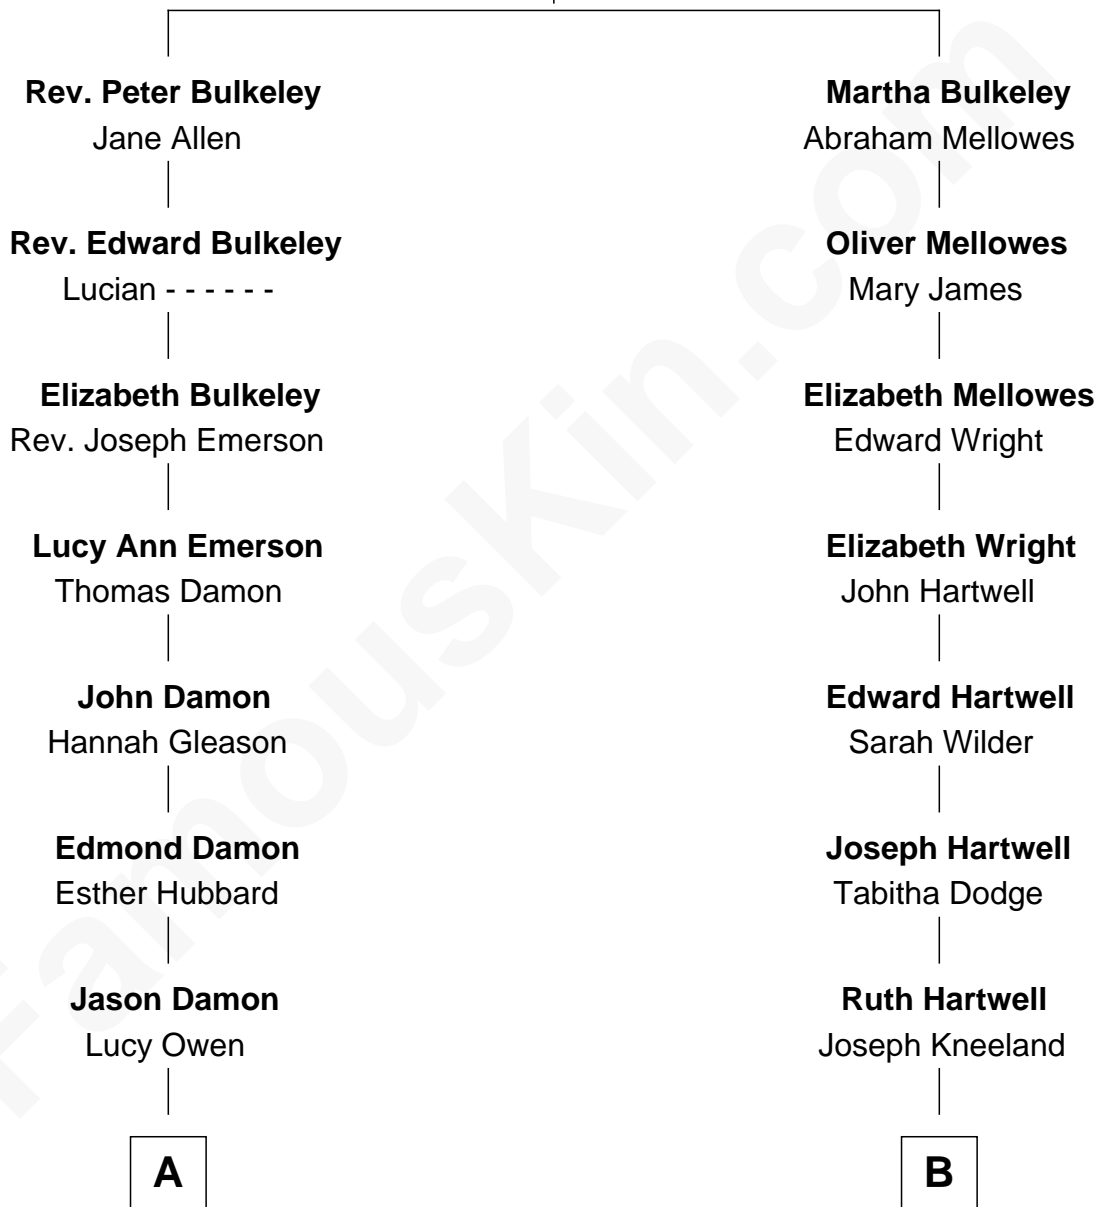 Rev. Peter Bulkeley
Jane Allen
Rev. Edward Bulkeley
Lucian - - - - - -
Elizabeth Bulkeley
Rev. Joseph Emerson
Lucy Ann Emerson
Thomas Damon
John Damon
Hannah Gleason
Edmond Damon
Esther Hubbard
Jason Damon
Lucy Owen
A
Martha Bulkeley
Abraham Mellowes
Oliver Mellowes
Mary James
Elizabeth Mellowes
Edward Wright
Elizabeth Wright
John Hartwell
Edward Hartwell
Sarah Wilder
Joseph Hartwell
Tabitha Dodge
Ruth Hartwell
Joseph Kneeland
B
FamousKin.com